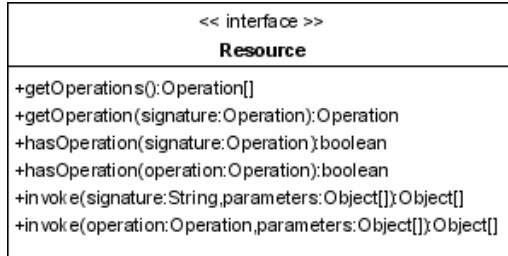 << interface >>
Resource
+getOperations():Operation[]
+getOperation(signature:Operation):Operation
+hasOperation(signature:Operation):boolean
+hasOperation(operation:Operation):boolean
+invoke(signature:String,parameters:Object[]):Object[]
+invoke(operation:Operation,parameters:Object[]):Object[]